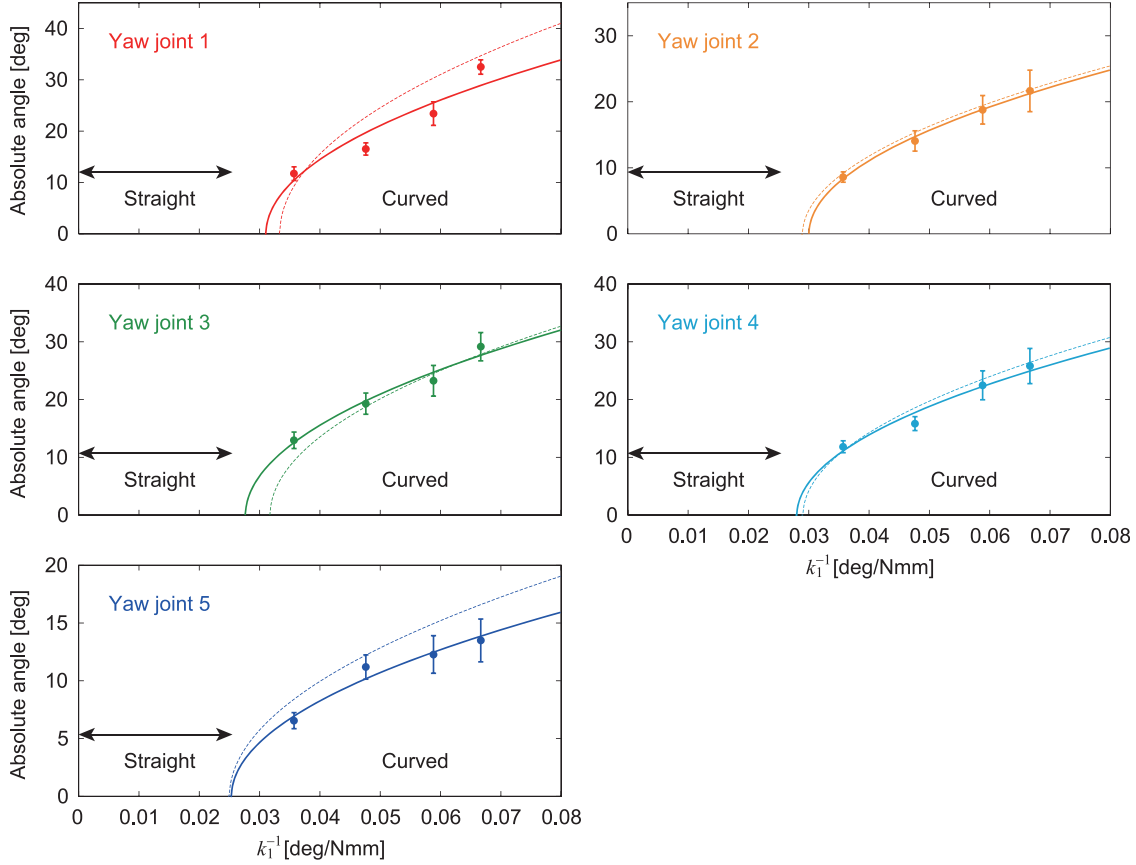 Absolute angle [deg]
40
30
20
10
0
Yaw joint 1
Straight
Curved
30
20
10
0
Yaw joint 2
Straight
Curved
Absolute angle [deg]
40
30
20
10
0
Yaw joint 3
Straight
Curved
40
30
20
10
0
Yaw joint 4
Straight
Curved
0 0.01 0.02 0.03 0.04 0.05 0.06 0.07 0.08
k₁⁻¹ [deg/Nmm]
Absolute angle [deg]
20
15
10
5
0
Yaw joint 5
Straight
Curved
0 0.01 0.02 0.03 0.04 0.05 0.06 0.07 0.08
k₁⁻¹ [deg/Nmm]